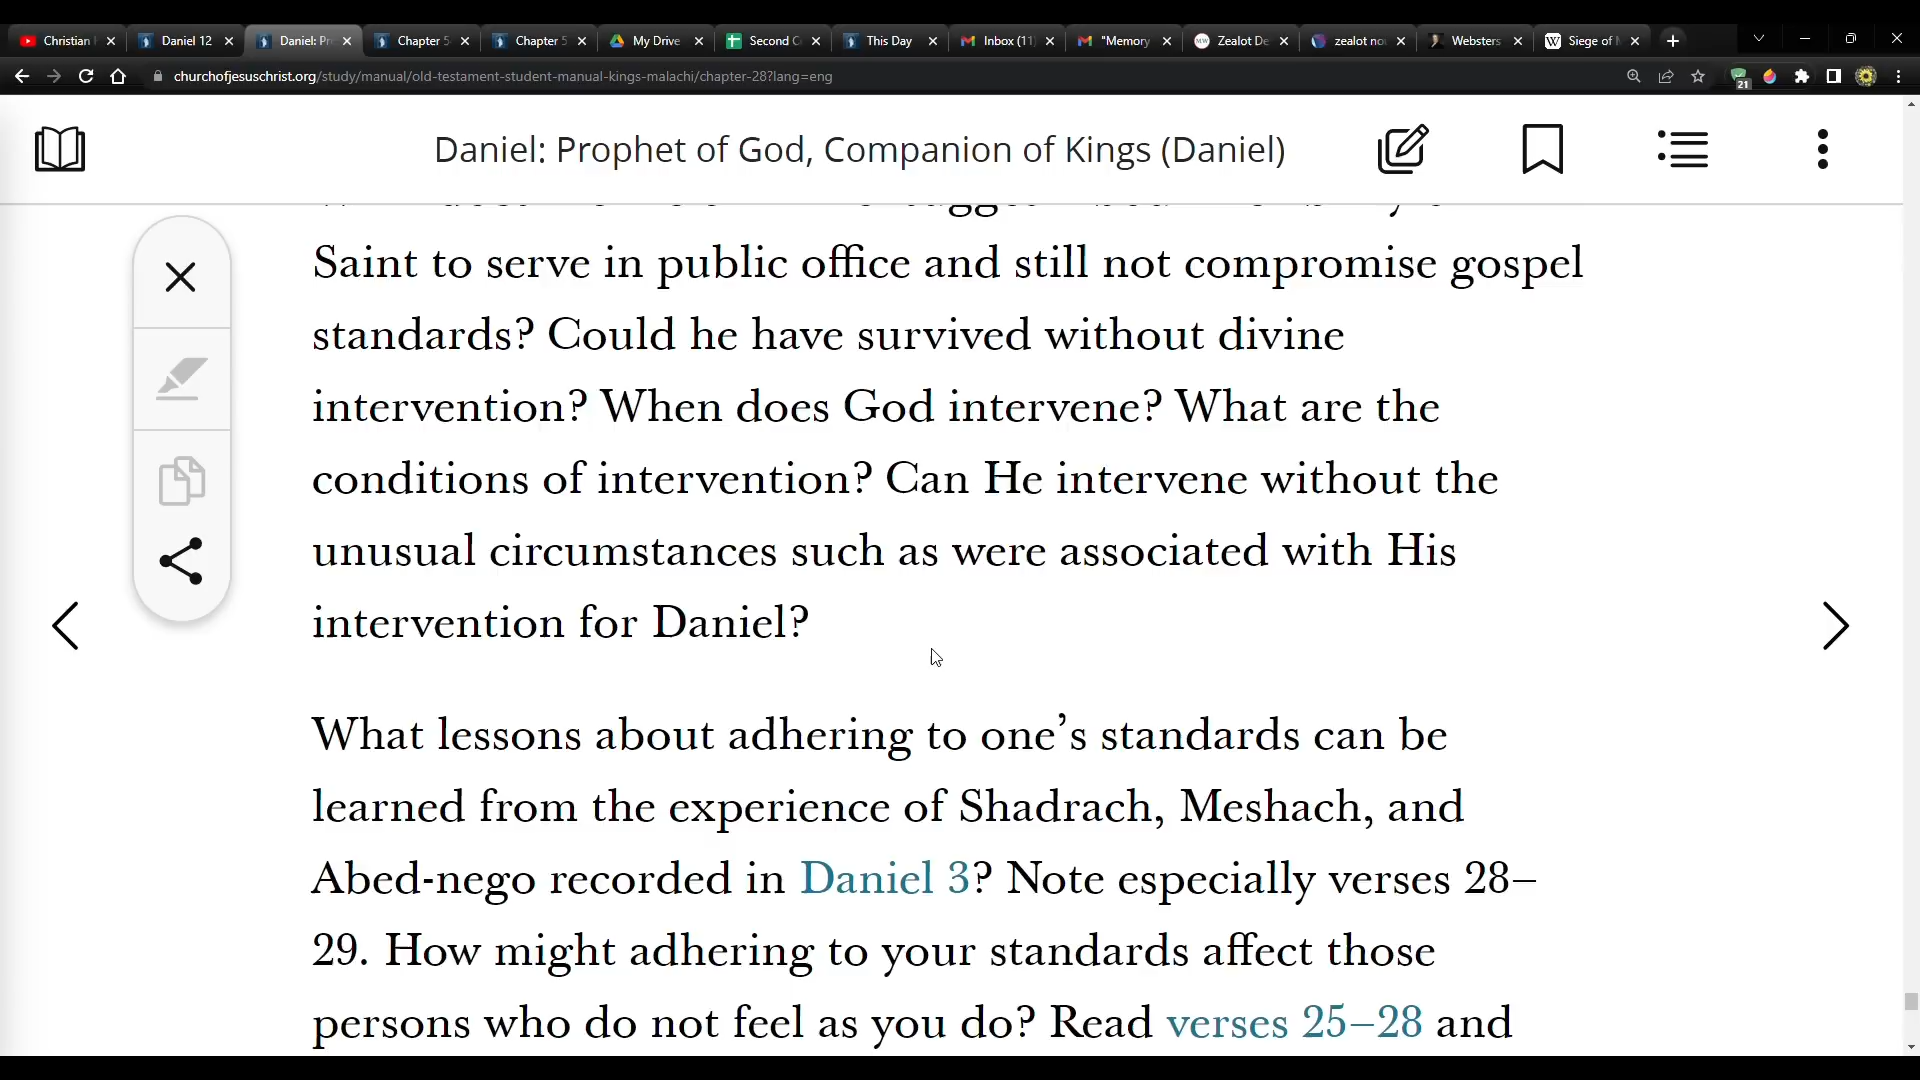 Christian
Daniel 12
Daniel: Pr
Chapter 5
Chapter 5
My Drive
Second C
This Day
Inbox (11
"Memory
Zealot De
zealot no
Websters
Siege of
churchofjesuschrist.org/study/manual/old-testament-student-manual-kings-malachi/chapter-28?lang=eng
21
Daniel: Prophet of God, Companion of Kings (Daniel)
Saint to serve in public office and still not compromise gospel
standards? Could he have survived without divine
intervention? When does God intervene? What are the
conditions of intervention? Can He intervene without the
unusual circumstances such as were associated with His
intervention for Daniel?
What lessons about adhering to one’s standards can be
learned from the experience of Shadrach, Meshach, and
Abed-nego recorded in Daniel 3? Note especially verses 28–
29. How might adhering to your standards affect those
persons who do not feel as you do? Read verses 25–28 and